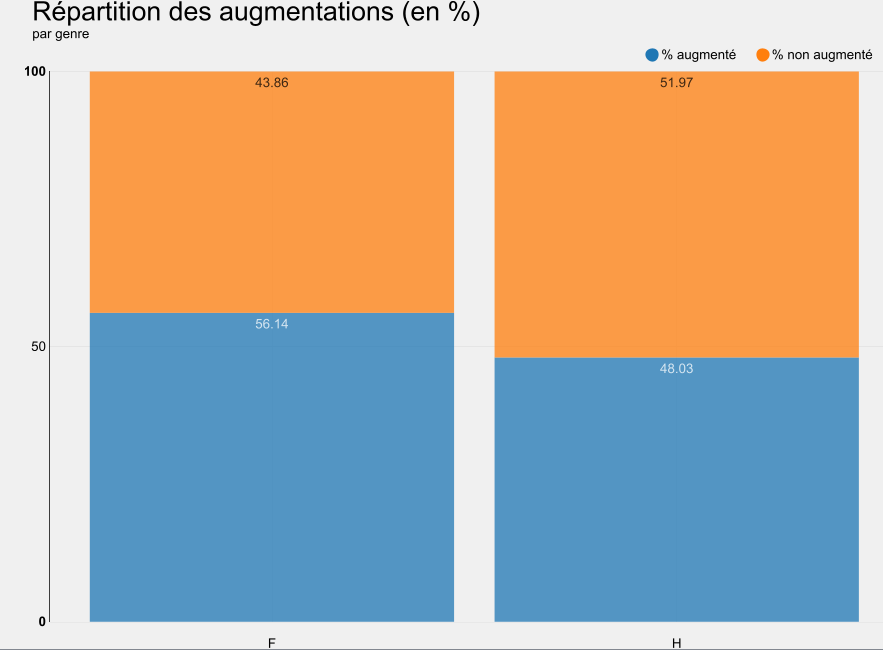 Répartition des augmentations (en %)
par genre
% augmenté % non augmenté
100
43.86 51.97
56.14
50
48.03
0
F H